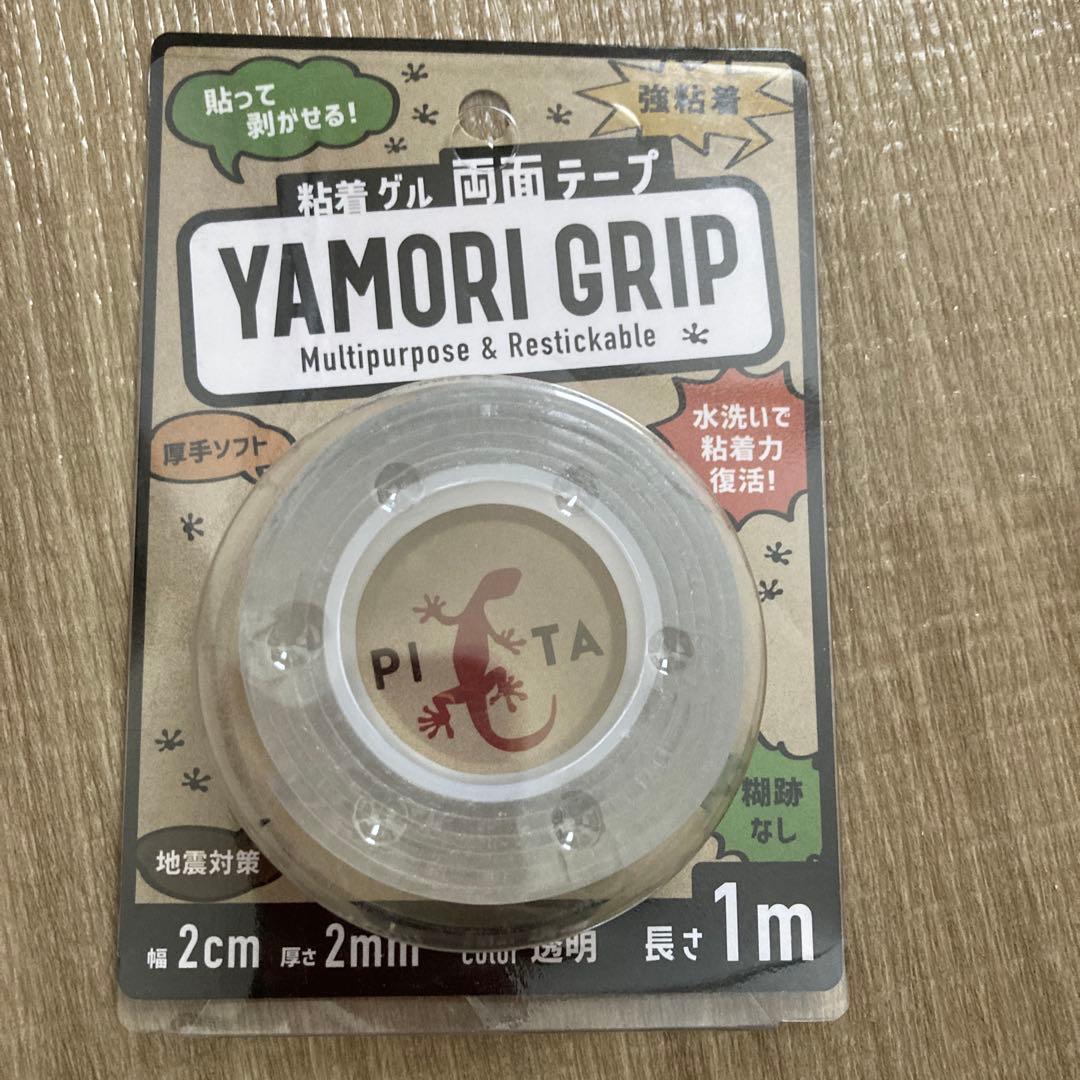 貼って
剥がせる!
強粘着
粘着ゲル 両面テープ
YAMORI GRIP
Multipurpose & Restickable
厚手ソフト
水洗いで
粘着力
復活!
PITA
糊跡
なし
地震対策
幅 2cm 厚さ 2mm Color 透明 長さ 1m